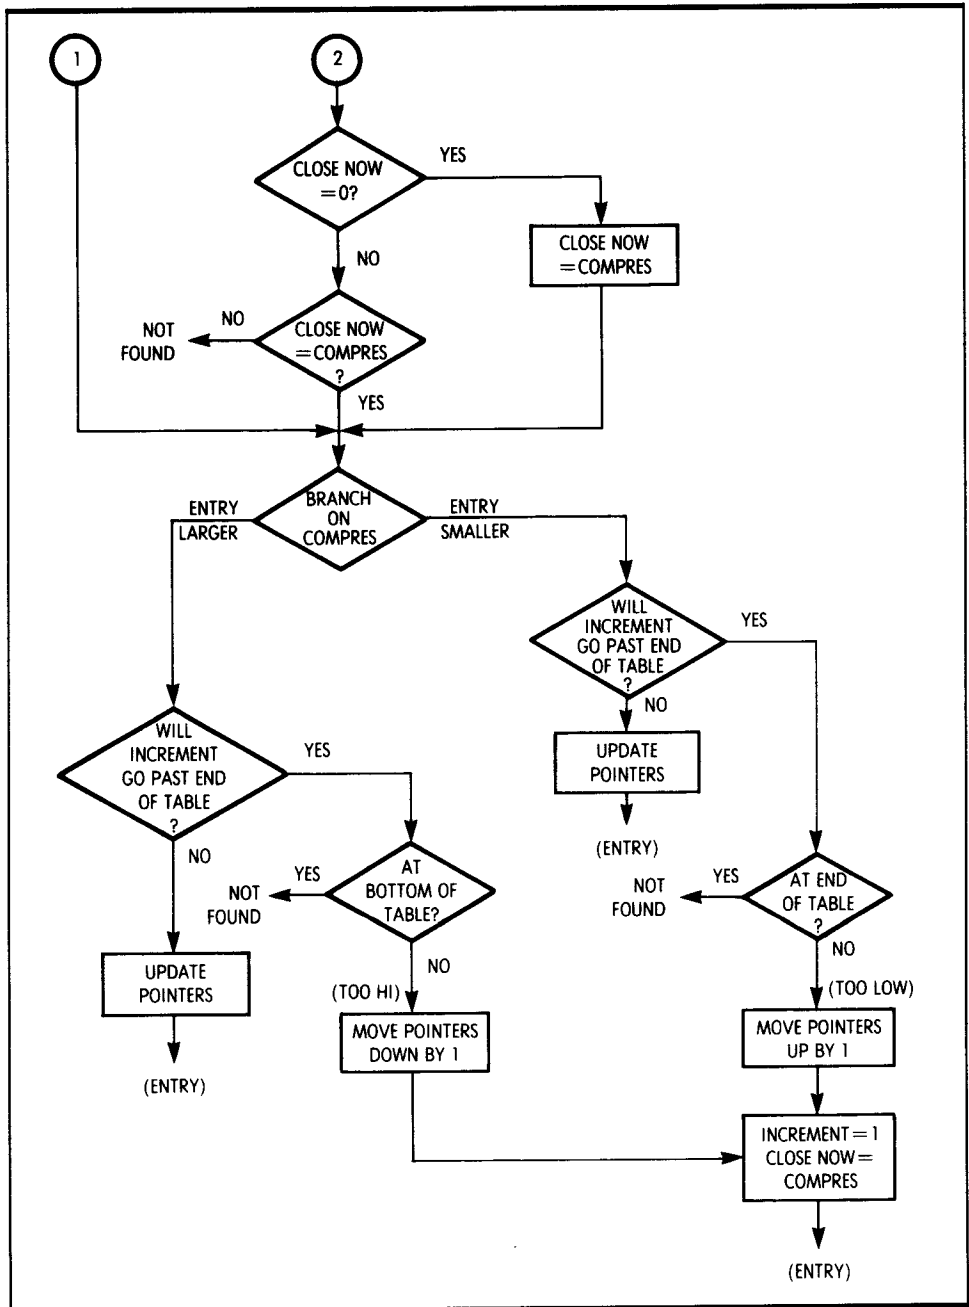 1
2
CLOSE NOW
=0?
YES
NO
CLOSE NOW
=COMPRES
CLOSE NOW
=COMPRES
?
NO
NOT
FOUND
YES
BRANCH
ON
COMPRES
ENTRY
LARGER
ENTRY
SMALLER
WILL
INCREMENT
GO PAST END
OF TABLE
?
YES
NO
UPDATE
POINTERS
(ENTRY)
WILL
INCREMENT
GO PAST END
OF TABLE
?
YES
NO
UPDATE
POINTERS
(ENTRY)
AT
BOTTOM OF
TABLE?
YES
NOT
FOUND
NO
(TOO HI)
MOVE POINTERS
DOWN BY 1
AT END
OF TABLE
?
YES
NOT
FOUND
NO
(TOO LOW)
MOVE POINTERS
UP BY 1
INCREMENT=1
CLOSE NOW=
COMPRES
(ENTRY)